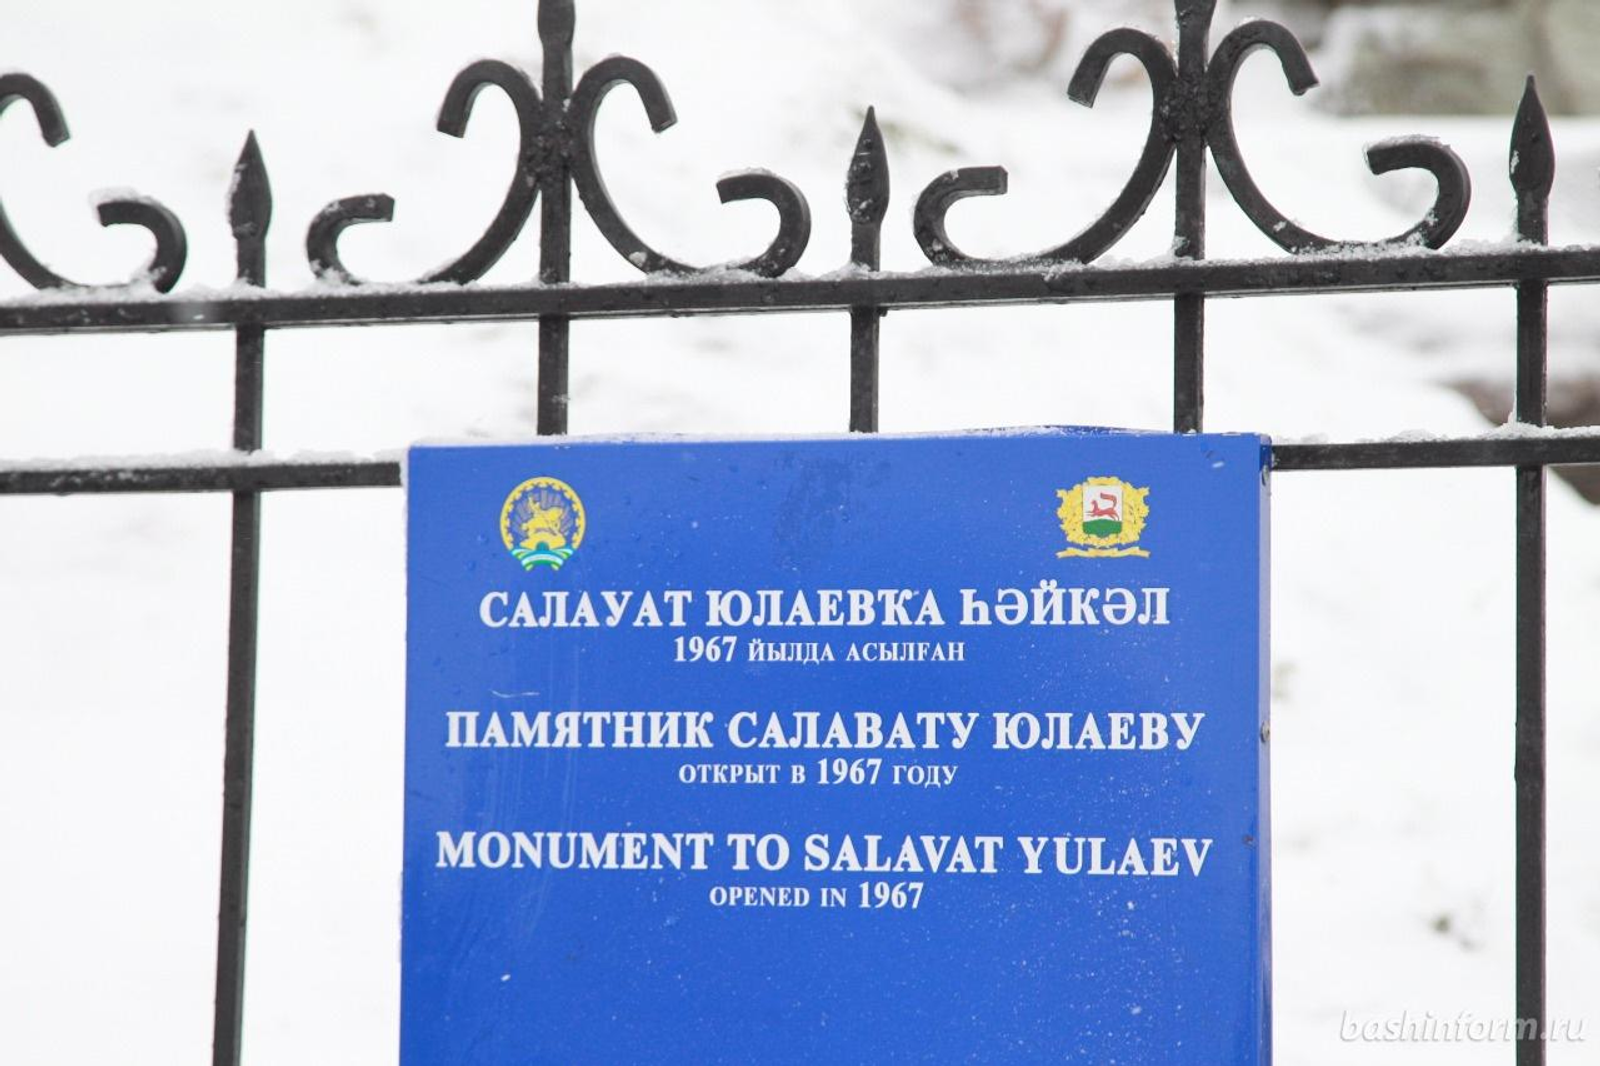 САЛАУАТ ЮЛАЕВҠА ҺӘЙКӘЛ
1967 ЙЫЛДА АСЫЛҒАН
ПАМЯТНИК САЛАВАТУ ЮЛАЕВУ
ОТКРЫТ В 1967 ГОДУ
MONUMENT TO SALAVAT YULAEV
OPENED IN 1967
bashinform.ru